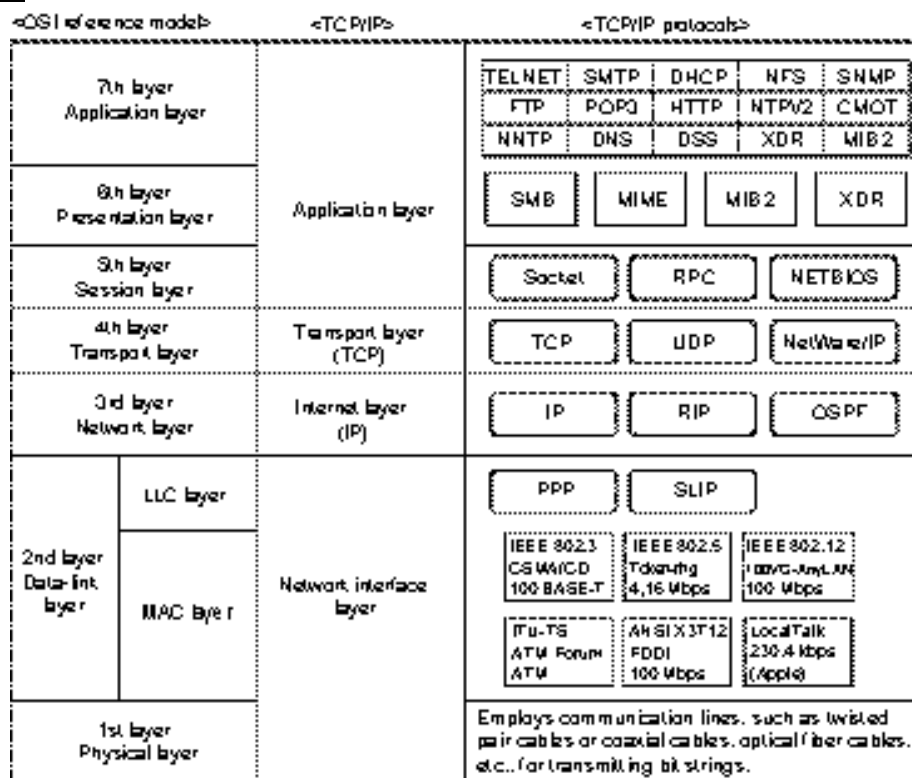 <OSI reference model>
<TCP/IP>
<TCP/IP protocols>
7th layer
Application layer
6th layer
Presentation layer
5th layer
Session layer
4th layer
Transport layer
3rd layer
Network layer
2nd layer
Data-link
layer
LLC layer
MAC layer
1st layer
Physical layer
Application layer
Transport layer
(TCP)
Internet layer
(IP)
Network interface
layer
TELNET SMTP DHCP NFS SNMP
FTP POP3 HTTP NTPV2 CMOT
NNTP DNS DSS XDR MIB2
SMB MIME MIB2 XDR
Socket RPC NETBIOS
TCP UDP NetWare/IP
IP RIP OSPF
PPP SLIP
IEEE 802.3
CSMA/CD
100 BASE-T
IEEE 802.5
Token-ring
4,16 Mbps
IEEE 802.12
100VG-AnyLAN
100 Mbps
ITU-TS
ATM Forum
ATM
ANSI X3T12
FDDI
100 Mbps
LocalTalk
230.4 kbps
(Apple)
Employs communication lines, such as twisted
pair cables or coaxial cables, optical fiber cables,
etc., for transmitting bit strings.